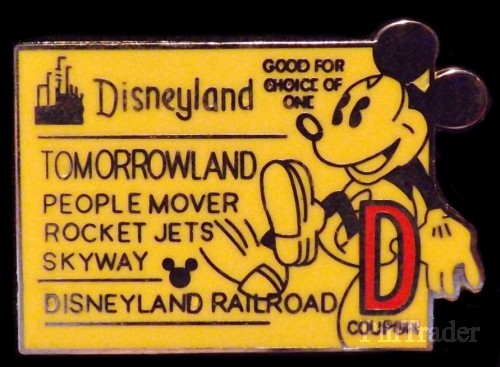 Disneyland
GOOD FOR
CHOICE OF
ONE
TOMORROWLAND
PEOPLE MOVER
ROCKET JETS
SKYWAY
DISNEYLAND RAILROAD
D
COUPON
PinTrader